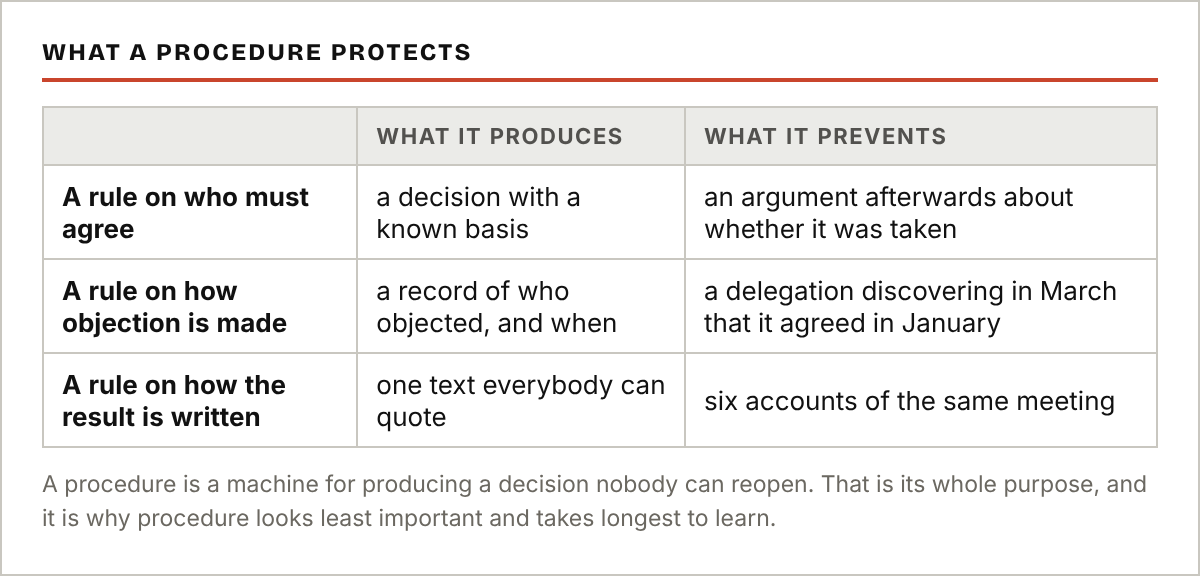 WHAT A PROCEDURE PROTECTS
WHAT IT PRODUCES
WHAT IT PREVENTS
A rule on who must
agree
a decision with a
known basis
an argument afterwards about
whether it was taken
A rule on how
objection is made
a record of who
objected, and when
a delegation discovering in March
that it agreed in January
A rule on how the
result is written
one text everybody can
quote
six accounts of the same meeting
A procedure is a machine for producing a decision nobody can reopen. That is its whole purpose, and
it is why procedure looks least important and takes longest to learn.